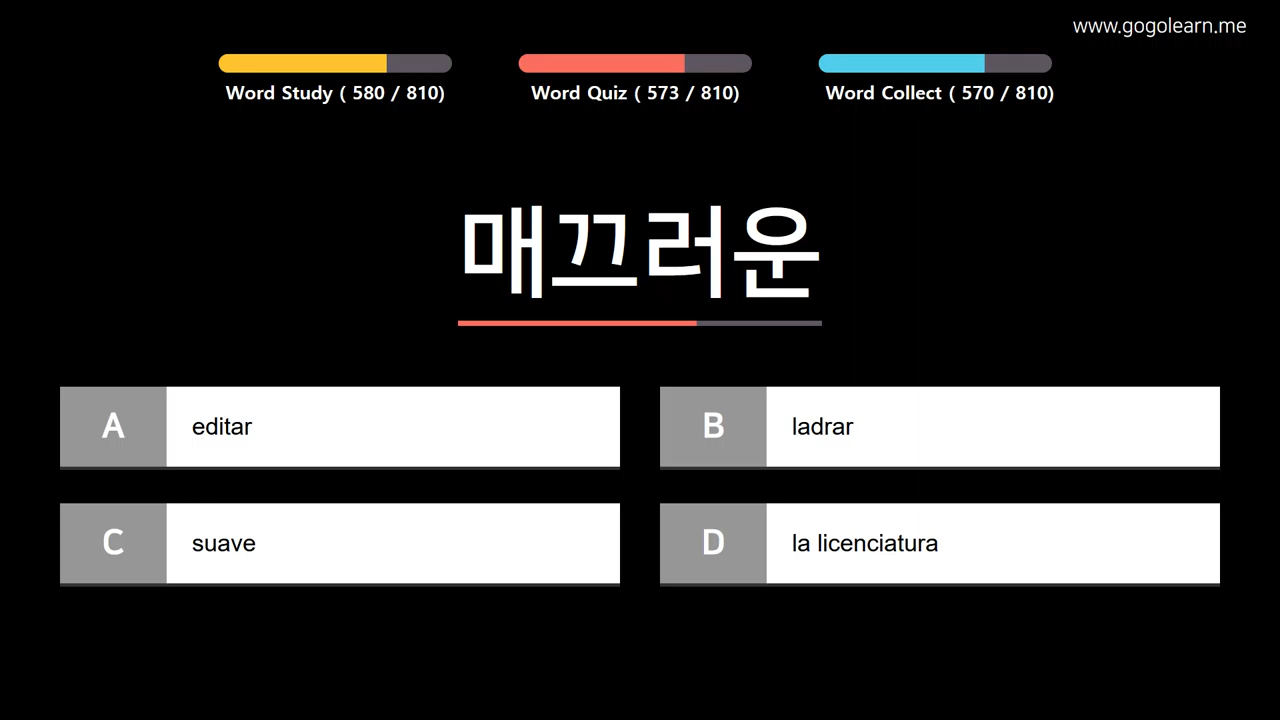 www.gogolearn.me
Word Study ( 580 / 810)
Word Quiz ( 573 / 810)
Word Collect ( 570 / 810)
매끄러운
A editar
B ladrar
C suave
D la licenciatura